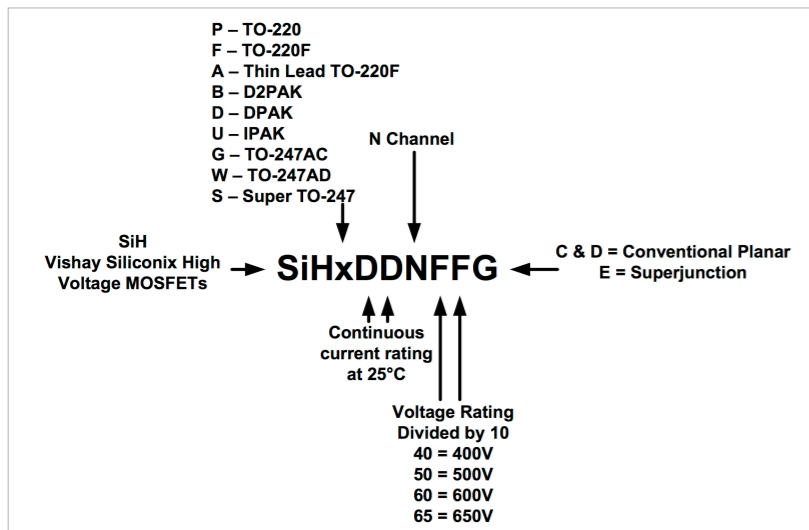 P – TO-220
F – TO-220F
A – Thin Lead TO-220F
B – D2PAK
D – DPAK
U – IPAK
G – TO-247AC
W – TO-247AD
S – Super TO-247
N Channel
SiH
Vishay Siliconix High
Voltage MOSFETs
SiHxDDNFFG
C & D = Conventional Planar
E = Superjunction
Continuous
current rating
at 25°C
Voltage Rating
Divided by 10
40 = 400V
50 = 500V
60 = 600V
65 = 650V